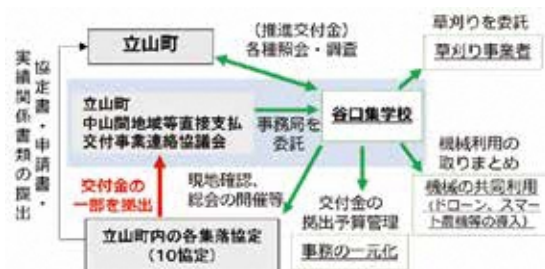 草刈りを委託
草刈り事業者
（推進交付金）
各種照会・調査
立山町
協定書・申請書・
実績関係書類の提出
立山町
中山間地域等直接支払
交付事業連絡協議会
事務局を
委託
谷口集学校
機械利用の
取りまとめ
機械の共同利用
（ドローン、スマー
ト農機等の導入）
交付金の
一部を拠出
現地確認、
総会の開催等
交付金の
拠出予算管理
事務の一元化
立山町内の各集落協定
（10協定）